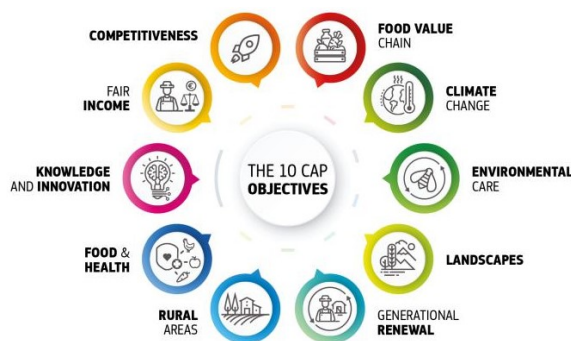 COMPETITIVENESS
FOOD VALUE
CHAIN
FAIR
INCOME
CLIMATE
CHANGE
KNOWLEDGE
AND INNOVATION
THE 10 CAP
OBJECTIVES
ENVIRONMENTAL
CARE
FOOD &
HEALTH
LANDSCAPES
RURAL
AREAS
GENERATIONAL
RENEWAL